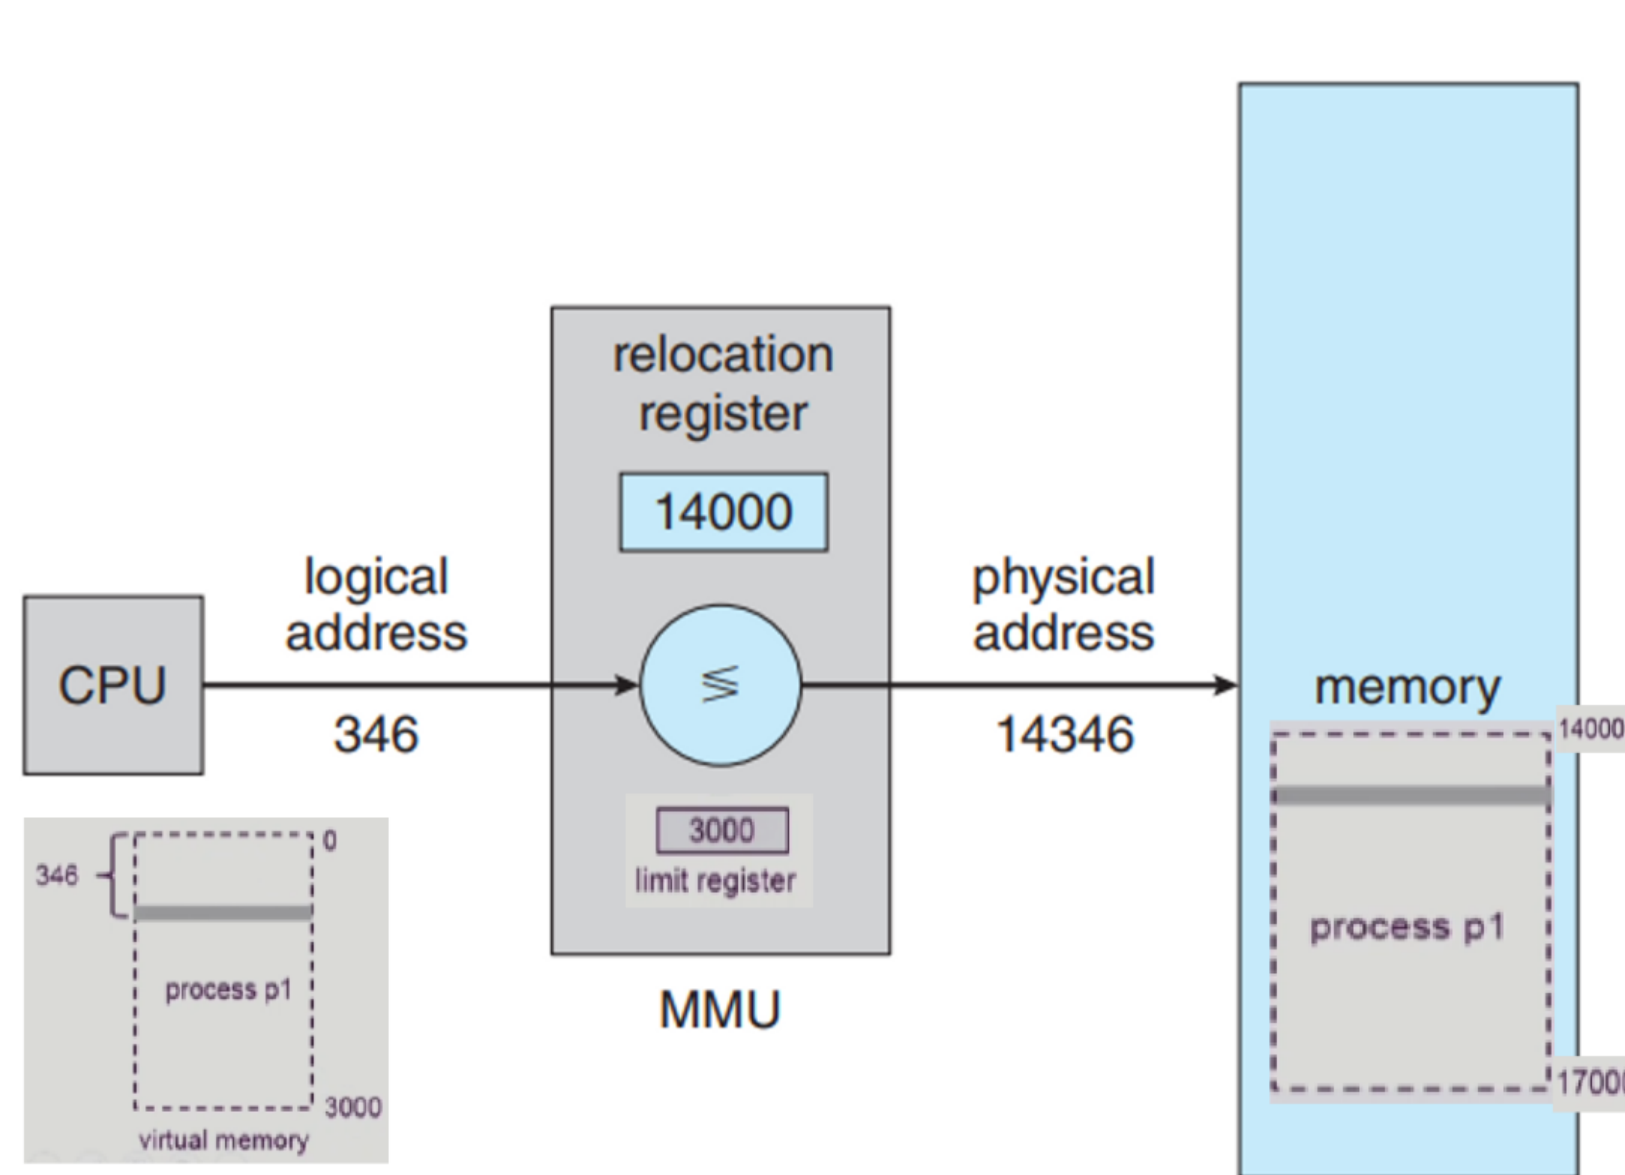 relocation
register
14000
logical
address
physical
address
CPU
≶
memory
346
14346
14000
3000
limit register
0
346
process p1
process p1
MMU
3000
1700
virtual memory